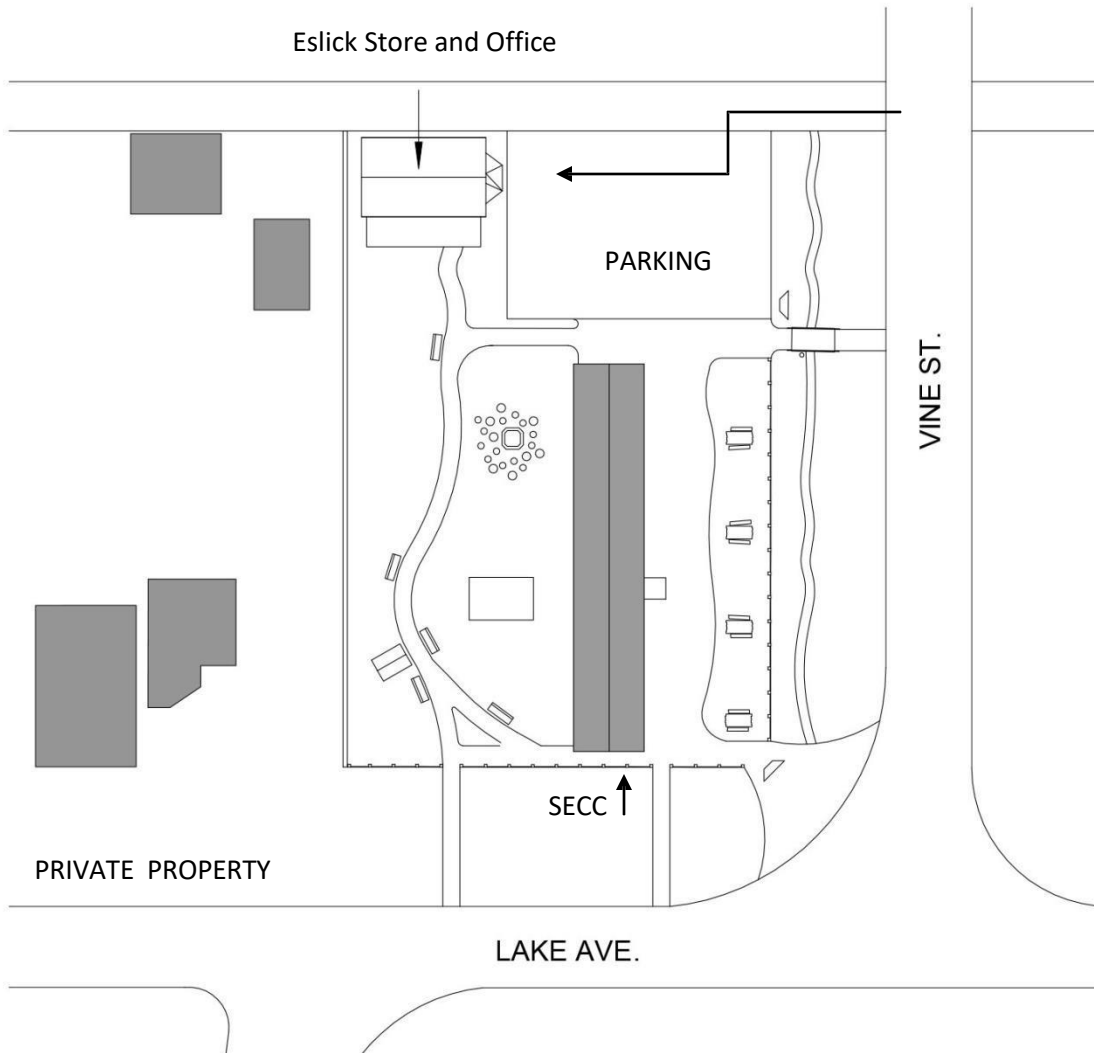 Eslick Store and Office
PARKING
VINE ST.
SECC
PRIVATE PROPERTY
LAKE AVE.